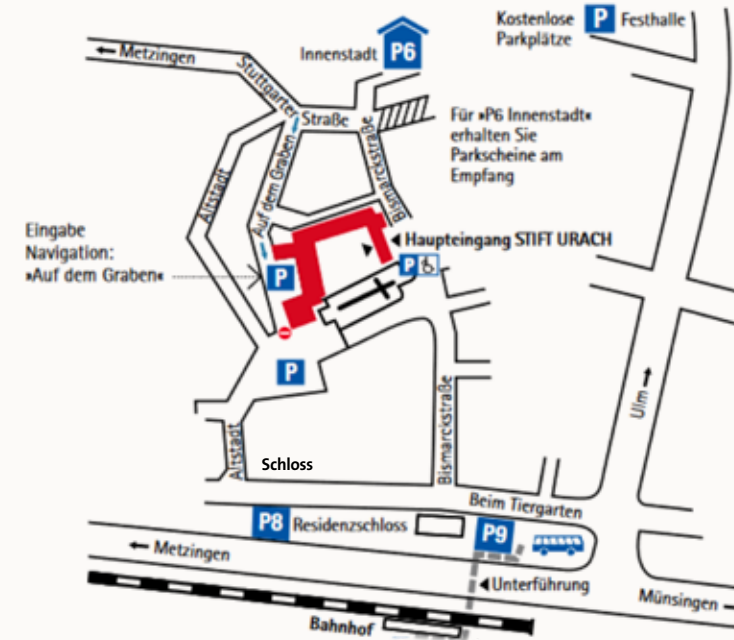 Metzingen
Stuttgarter
Straße
Innenstadt
P6
Kostenlose
Parkplätze
P
Festhalle
Für »P6 Innenstadt«
erhalten Sie
Parkscheine am
Empfang
Altstadt
Auf dem Graben
Bismarckstraße
Eingabe
Navigation:
»Auf dem Graben«
P
Haupteingang STIFT URACH
P
P
Altstadt
Schloss
Bismarckstraße
Ulm
Beim Tiergarten
P8
Residenzschloss
P9
Metzingen
Unterführung
Münsingen
Bahnhof